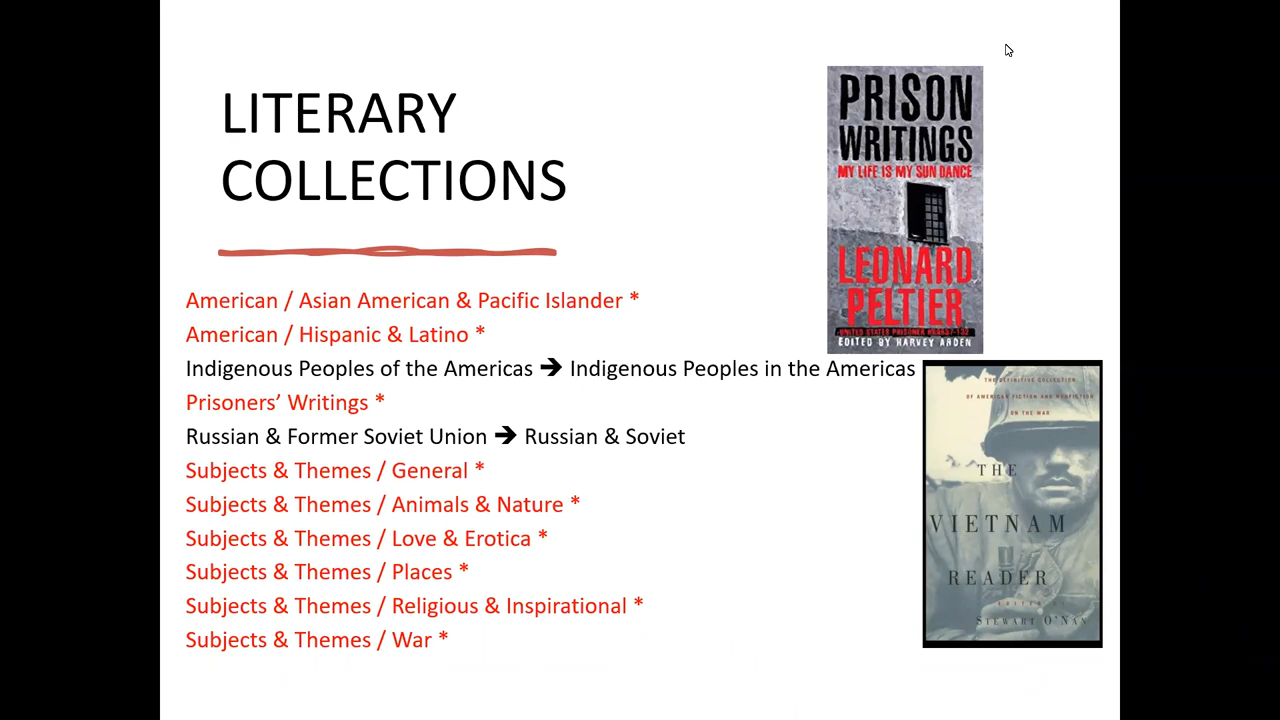 LITERARY
COLLECTIONS
American / Asian American & Pacific Islander *
American / Hispanic & Latino *
Indigenous Peoples of the Americas 🡪 Indigenous Peoples in the Americas
Prisoners’ Writings *
Russian & Former Soviet Union 🡪 Russian & Soviet
Subjects & Themes / General *
Subjects & Themes / Animals & Nature *
Subjects & Themes / Love & Erotica *
Subjects & Themes / Places *
Subjects & Themes / Religious & Inspirational *
Subjects & Themes / War *
PRISON
WRITINGS
MY LIFE IS MY SUN DANCE
LEONARD
PELTIER
UNITED STATES PRISONER
EDITED BY HARVEY ARDEN
THE DEFINITIVE COLLECTION
OF AMERICAN FICTION AND NONFICTION
ON THE WAR
THE
VIETNAM
READER
EDITED BY
STEWART O'NAN